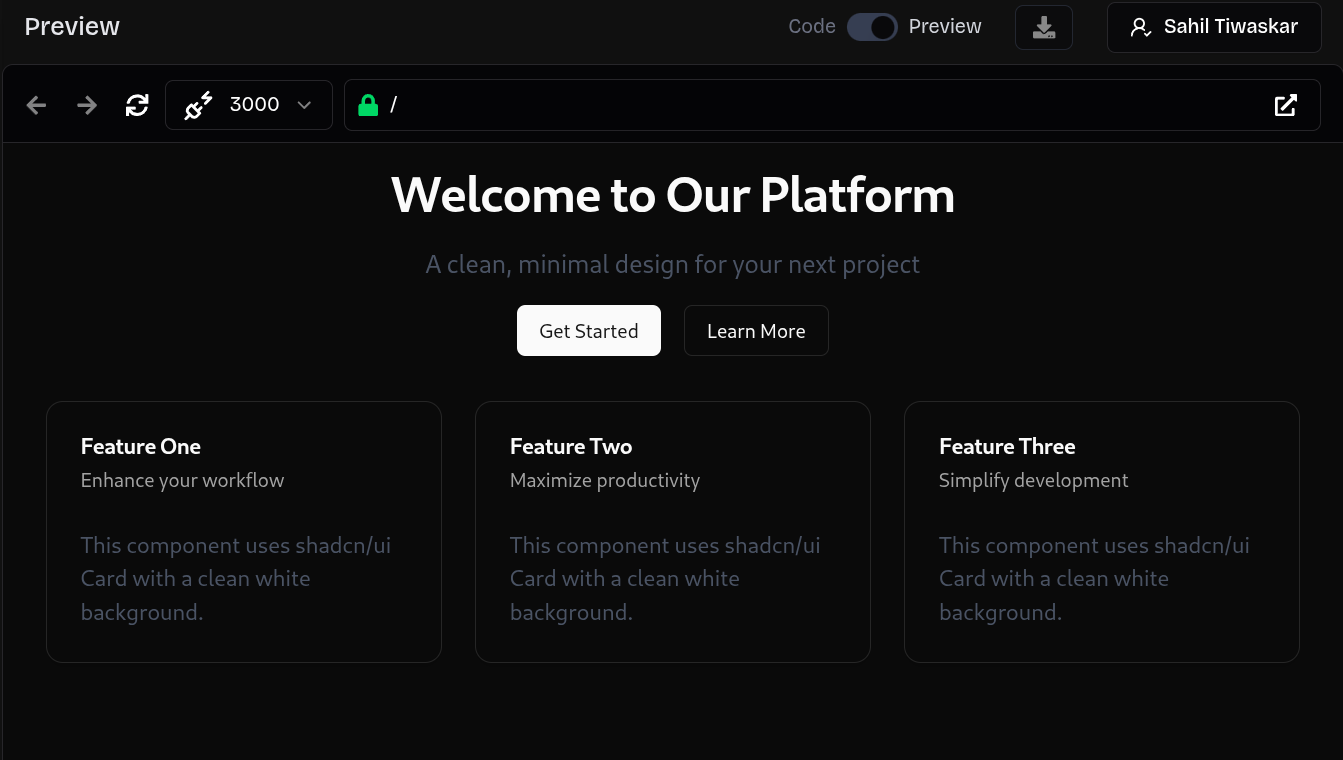 Preview
Code Preview Sahil Tiwaskar
3000 /
Welcome to Our Platform
A clean, minimal design for your next project
Get Started Learn More
Feature One
Enhance your workflow
This component uses shadcn/ui
Card with a clean white
background.
Feature Two
Maximize productivity
This component uses shadcn/ui
Card with a clean white
background.
Feature Three
Simplify development
This component uses shadcn/ui
Card with a clean white
background.